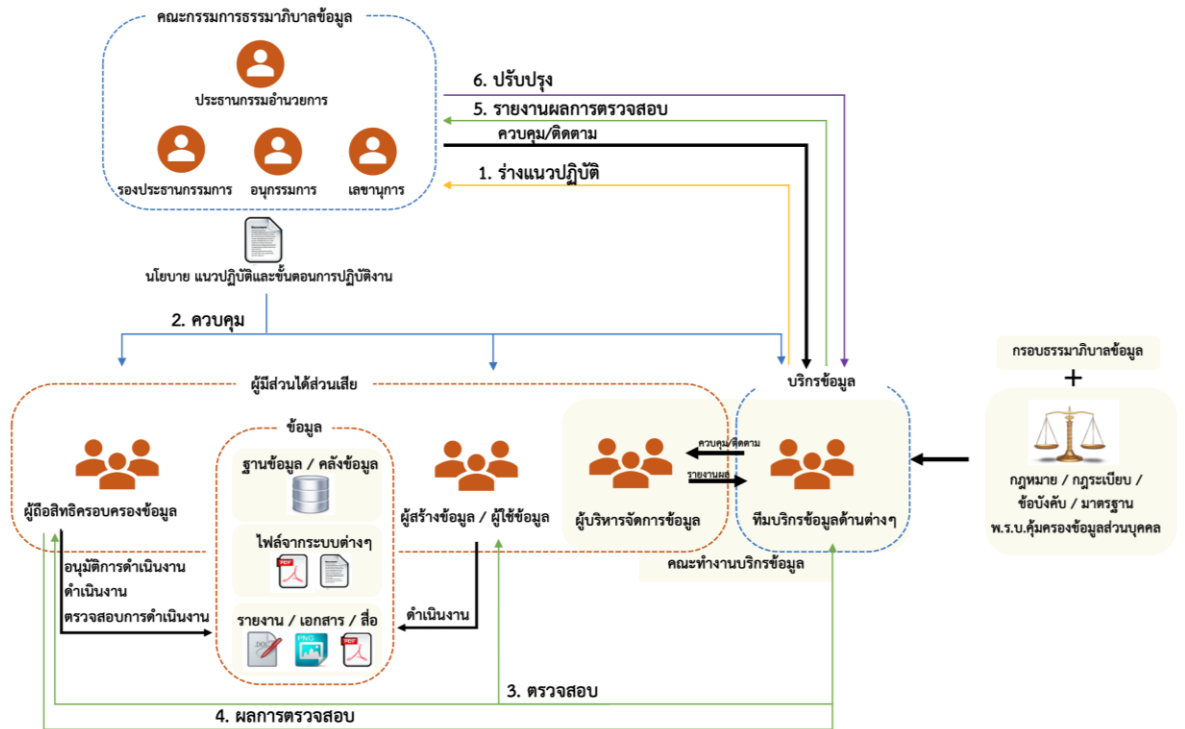 คณะกรรมการธรรมาภิบาลข้อมูล
ประธานกรรมอำนวยการ
รองประธานกรรมการ
อนุกรรมการ
เลขานุการ
6. ปรับปรุง
5. รายงานผลการตรวจสอบ
ควบคุม/ติดตาม
1. ร่างแนวปฏิบัติ
Document
นโยบาย แนวปฏิบัติและขั้นตอนการปฏิบัติงาน
2. ควบคุม
ผู้มีส่วนได้ส่วนเสีย
บริกรข้อมูล
กรอบธรรมาภิบาลข้อมูล
+
ข้อมูล
ฐานข้อมูล / คลังข้อมูล
ควบคุม/ติดตาม
รายงานผล
ผู้ถือสิทธิครอบครองข้อมูล
ผู้สร้างข้อมูล / ผู้ใช้ข้อมูล
ผู้บริหารจัดการข้อมูล
ทีมบริกรข้อมูลด้านต่างๆ
กฎหมาย / กฎระเบียบ /
ข้อบังคับ / มาตรฐาน
พ.ร.บ.คุ้มครองข้อมูลส่วนบุคคล
ไฟล์จากระบบต่างๆ
PDF
คณะทำงานบริกรข้อมูล
อนุมัติการดำเนินงาน
ดำเนินงาน
ตรวจสอบการดำเนินงาน
รายงาน / เอกสาร / สื่อ
.DOC
PNG
PDF
ดำเนินงาน
3. ตรวจสอบ
4. ผลการตรวจสอบ